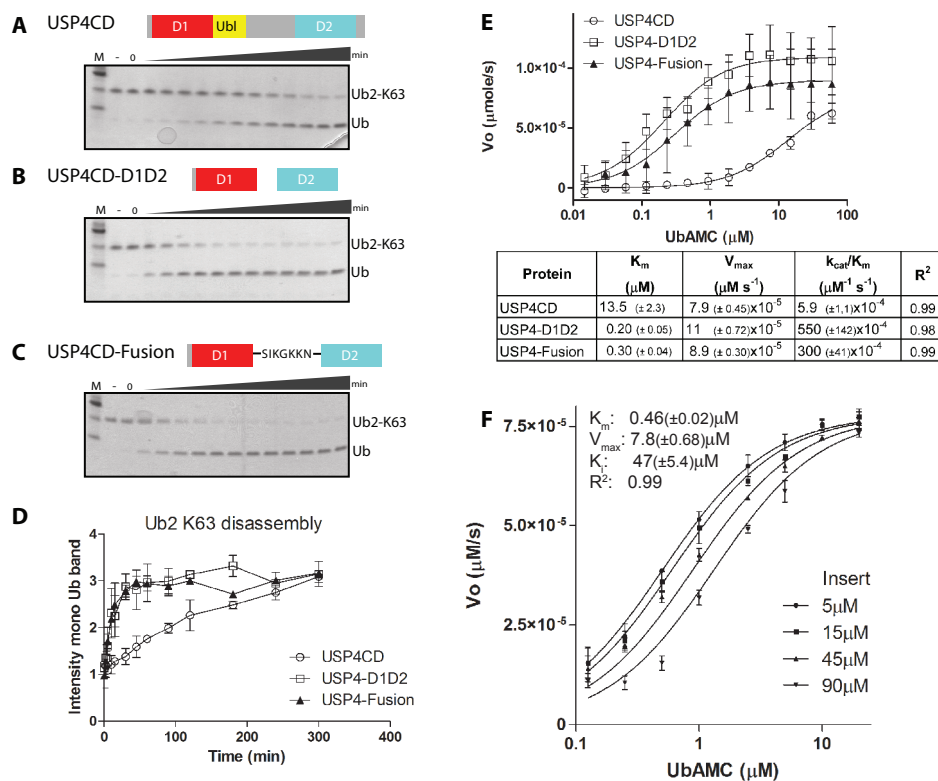 A USP4CD
D1 Ubl D2
M - 0 min
Ub2-K63
Ub
B USP4CD-D1D2
D1 D2
M - 0 min
Ub2-K63
Ub
C USP4CD-Fusion
D1 -SIKGKKN- D2
M - 0 min
Ub2-K63
Ub
D
Ub2 K63 disassembly
Intensity mono Ub band
4
3
2
1
0
0 100 200 300 400
Time (min)
USP4CD
USP4-D1D2
USP4-Fusion
E
USP4CD
USP4-D1D2
USP4-Fusion
Vo (µmole/s)
1.0×10⁻⁴
5.0×10⁻⁵
0.0
0.01 0.1 1 10 100
UbAMC (µM)
Protein Km (µM) Vmax (µM s⁻¹) kcat/Km (µM⁻¹ s⁻¹) R²
USP4CD 13.5 (± 2.3) 7.9 (± 0.45)x10⁻⁵ 5.9 (±1,1)x10⁻⁴ 0.99
USP4-D1D2 0.20 (± 0.05) 11 (± 0.72)x10⁻⁵ 550 (±142)x10⁻⁴ 0.98
USP4-Fusion 0.30 (± 0.04) 8.9 (± 0.30)x10⁻⁵ 300 (±41)x10⁻⁴ 0.99
F
Km: 0.46(±0.02)µM
Vmax: 7.8(±0.68)µM
Ki: 47(±5.4)µM
R²: 0.99
Vo (µM/s)
7.5×10⁻⁵
5.0×10⁻⁵
2.5×10⁻⁵
0
Insert
5µM
15µM
45µM
90µM
0.1 1 10
UbAMC (µM)